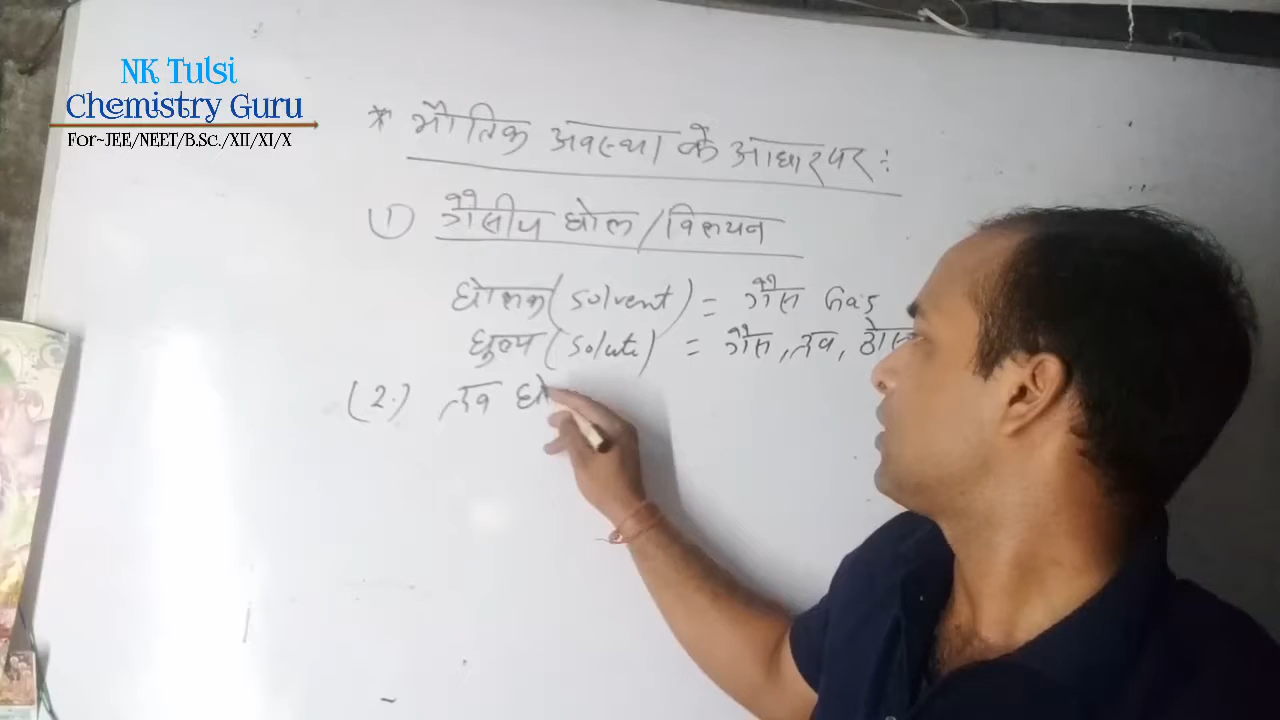 NK Tulsi
Chemistry Guru
For~JEE/NEET/B.Sc./XII/XI/X
* भौतिक अवस्था के आधार पर :
① गैसीय घोल / विलयन
घोलक (solvent) = गैस Gas
घुल्य (solute) = गैस, द्रव, ठोस
(2.) द्रव घो